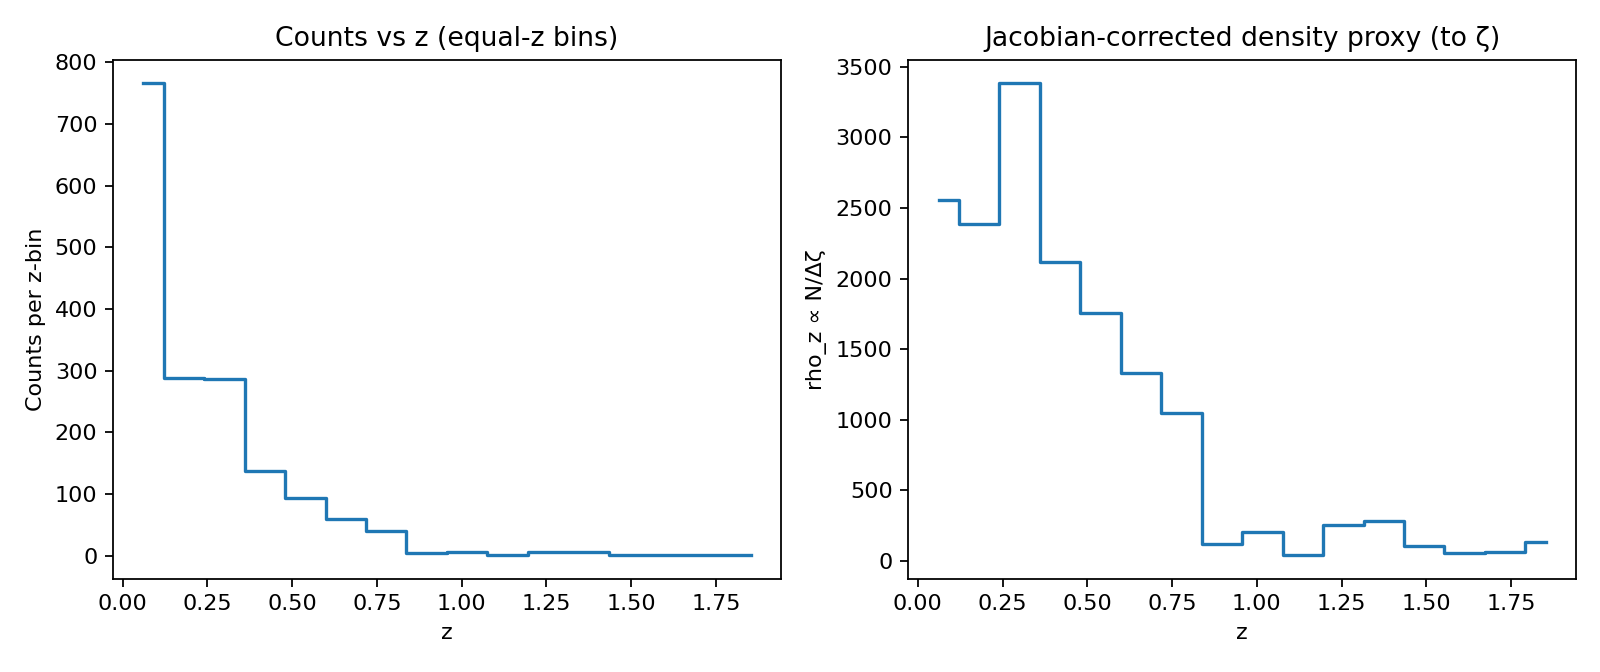 Counts vs z (equal-z bins)
Counts per z-bin
800
700
600
500
400
300
200
100
0
0.00 0.25 0.50 0.75 1.00 1.25 1.50 1.75
z
Jacobian-corrected density proxy (to ζ)
rho_z ∝ N/Δζ
3500
3000
2500
2000
1500
1000
500
0
0.00 0.25 0.50 0.75 1.00 1.25 1.50 1.75
z